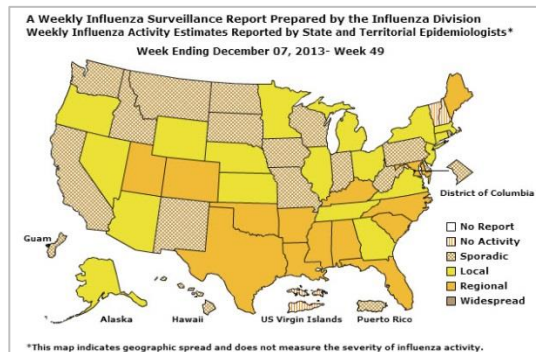 A Weekly Influenza Surveillance Report Prepared by the Influenza Division
Weekly Influenza Activity Estimates Reported by State and Territorial Epidemiologists*
Week Ending December 07, 2013- Week 49
District of Columbia
No Report
No Activity
Sporadic
Local
Regional
Widespread
Guam
Alaska
Hawaii
US Virgin Islands
Puerto Rico
*This map indicates geographic spread and does not measure the severity of influenza activity.